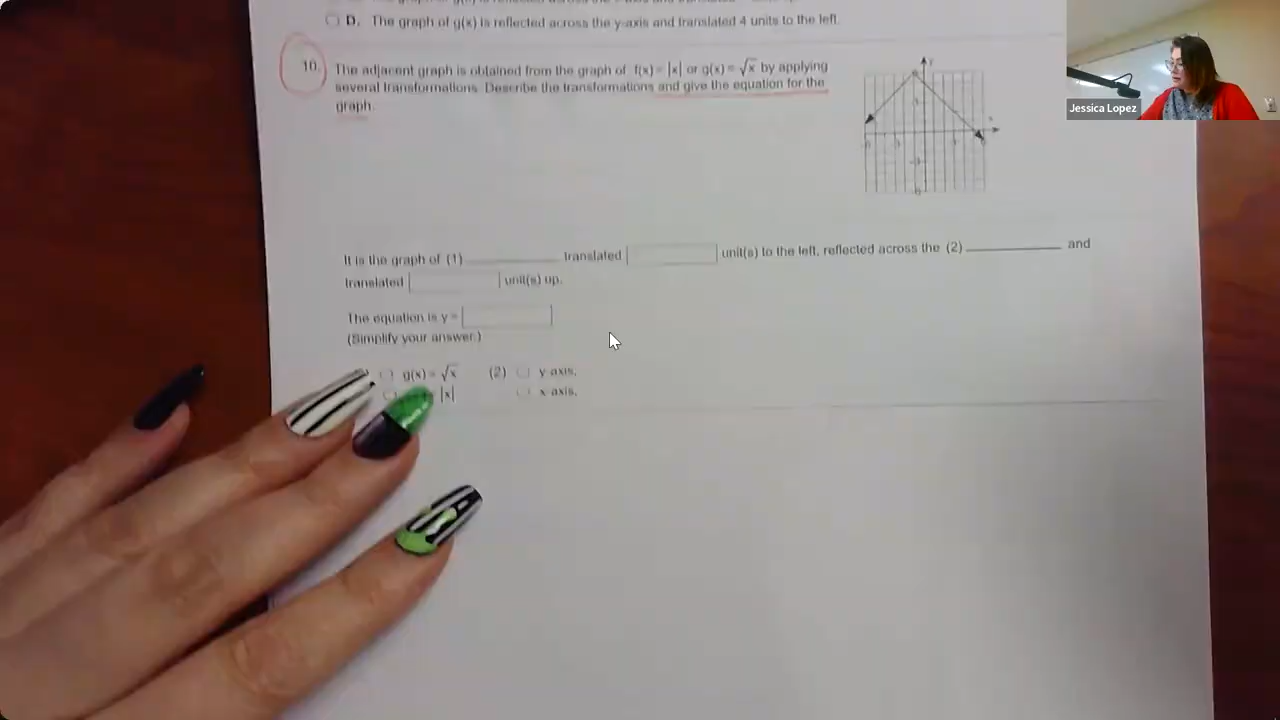 D. The graph of g(x) is reflected across the y-axis and translated 4 units to the left.
10.
The adjacent graph is obtained from the graph of f(x) = |x| or g(x) = √x by applying
several transformations. Describe the transformations and give the equation for the
graph.
Jessica Lopez
It is the graph of (1) __________ translated unit(s) to the left, reflected across the (2) __________ and
translated unit(s) up.
The equation is y =
(Simplify your answer.)
g(x) = √x (2) y-axis.
|x| x-axis.